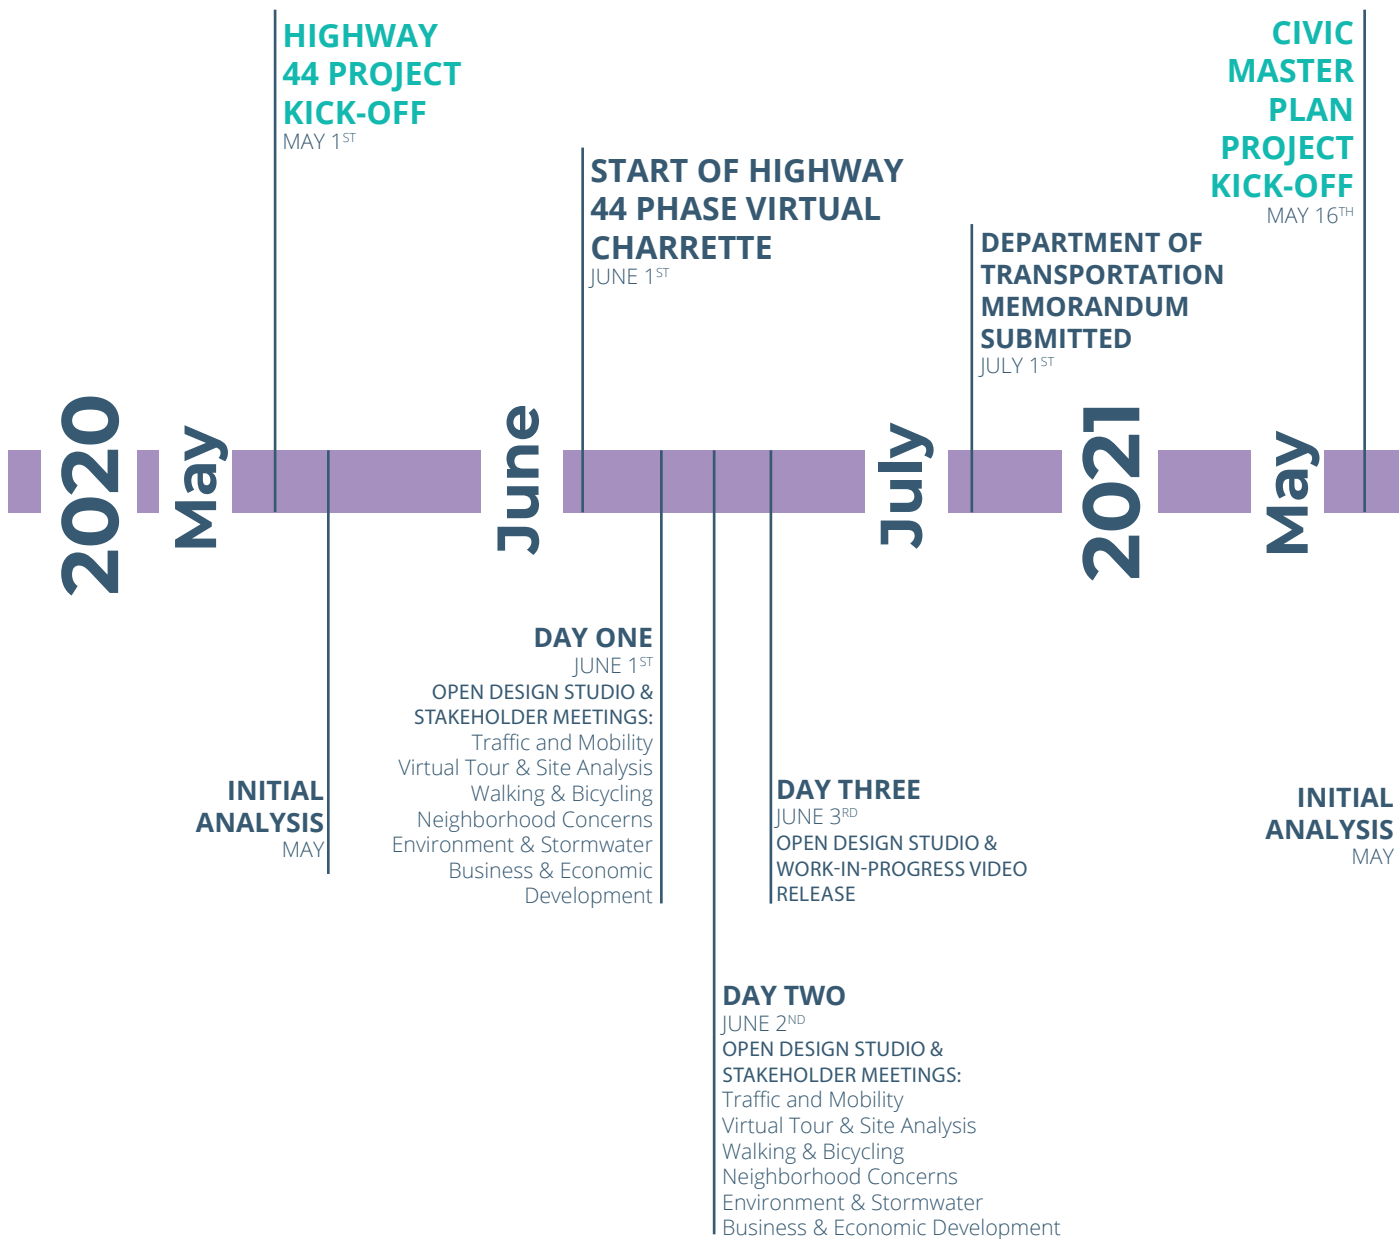 HIGHWAY
44 PROJECT
KICK-OFF
MAY 1ST
START OF HIGHWAY
44 PHASE VIRTUAL
CHARRETTE
JUNE 1ST
DEPARTMENT OF
TRANSPORTATION
MEMORANDUM
SUBMITTED
JULY 1ST
CIVIC
MASTER
PLAN
PROJECT
KICK-OFF
MAY 16TH
2020
May
June
July
2021
May
INITIAL
ANALYSIS
MAY
DAY ONE
JUNE 1ST
OPEN DESIGN STUDIO &
STAKEHOLDER MEETINGS:
Traffic and Mobility
Virtual Tour & Site Analysis
Walking & Bicycling
Neighborhood Concerns
Environment & Stormwater
Business & Economic
Development
DAY TWO
JUNE 2ND
OPEN DESIGN STUDIO &
STAKEHOLDER MEETINGS:
Traffic and Mobility
Virtual Tour & Site Analysis
Walking & Bicycling
Neighborhood Concerns
Environment & Stormwater
Business & Economic Development
DAY THREE
JUNE 3RD
OPEN DESIGN STUDIO &
WORK-IN-PROGRESS VIDEO
RELEASE
INITIAL
ANALYSIS
MAY